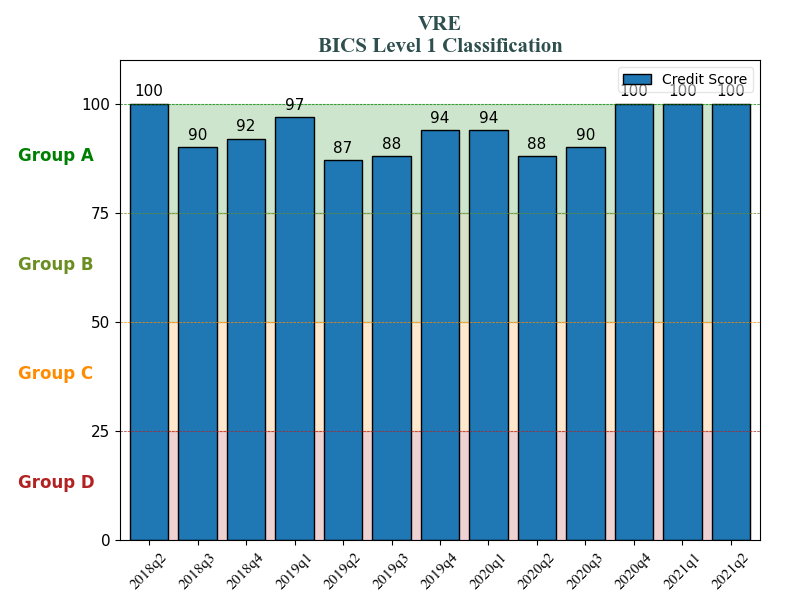 VRE
BICS Level 1 Classification
Credit Score
100 90 92 97 87 88 94 94 88 90 100 100 100
100
Group A
75
Group B
50
Group C
25
Group D
0
2018q2 2018q3 2018q4 2019q1 2019q2 2019q3 2019q4 2020q1 2020q2 2020q3 2020q4 2021q1 2021q2